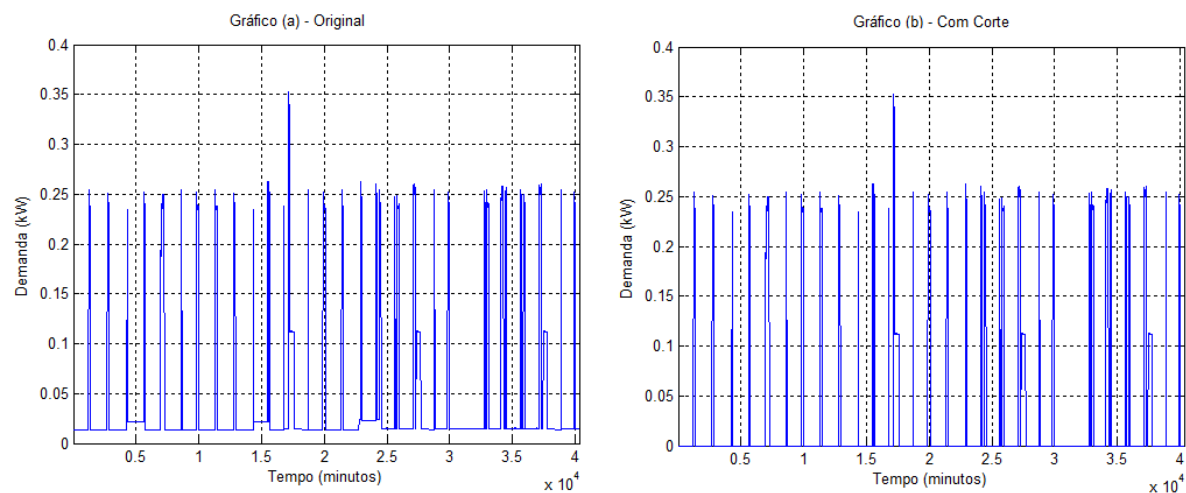 Gráfico (a) - Original
0.4
0.35
0.3
0.25
0.2
0.15
0.1
0.05
0
Demanda (kW)
0.5 1 1.5 2 2.5 3 3.5 4
Tempo (minutos)
x 10^4
Gráfico (b) - Com Corte
0.4
0.35
0.3
0.25
0.2
0.15
0.1
0.05
0
Demanda (kW)
0.5 1 1.5 2 2.5 3 3.5 4
Tempo (minutos)
x 10^4